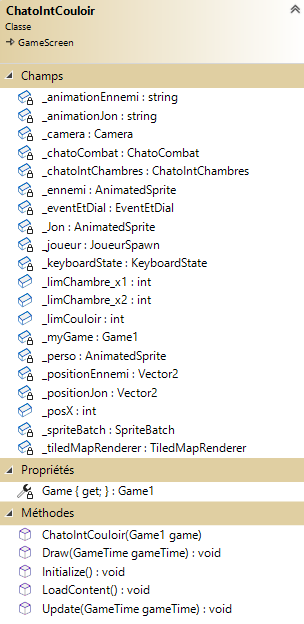 ChatoIntCouloir
Classe
GameScreen
Champs
_animationEnnemi : string
_animationJon : string
_camera : Camera
_chatoCombat : ChatoCombat
_chatoIntChambres : ChatoIntChambres
_ennemi : AnimatedSprite
_eventEtDial : EventEtDial
_Jon : AnimatedSprite
_joueur : JoueurSpawn
_keyboardState : KeyboardState
_limChambre_x1 : int
_limChambre_x2 : int
_limCouloir : int
_myGame : Game1
_perso : AnimatedSprite
_positionEnnemi : Vector2
_positionJon : Vector2
_posX : int
_spriteBatch : SpriteBatch
_tiledMapRenderer : TiledMapRenderer
Propriétés
Game { get; } : Game1
Méthodes
ChatoIntCouloir(Game1 game)
Draw(GameTime gameTime) : void
Initialize() : void
LoadContent() : void
Update(GameTime gameTime) : void